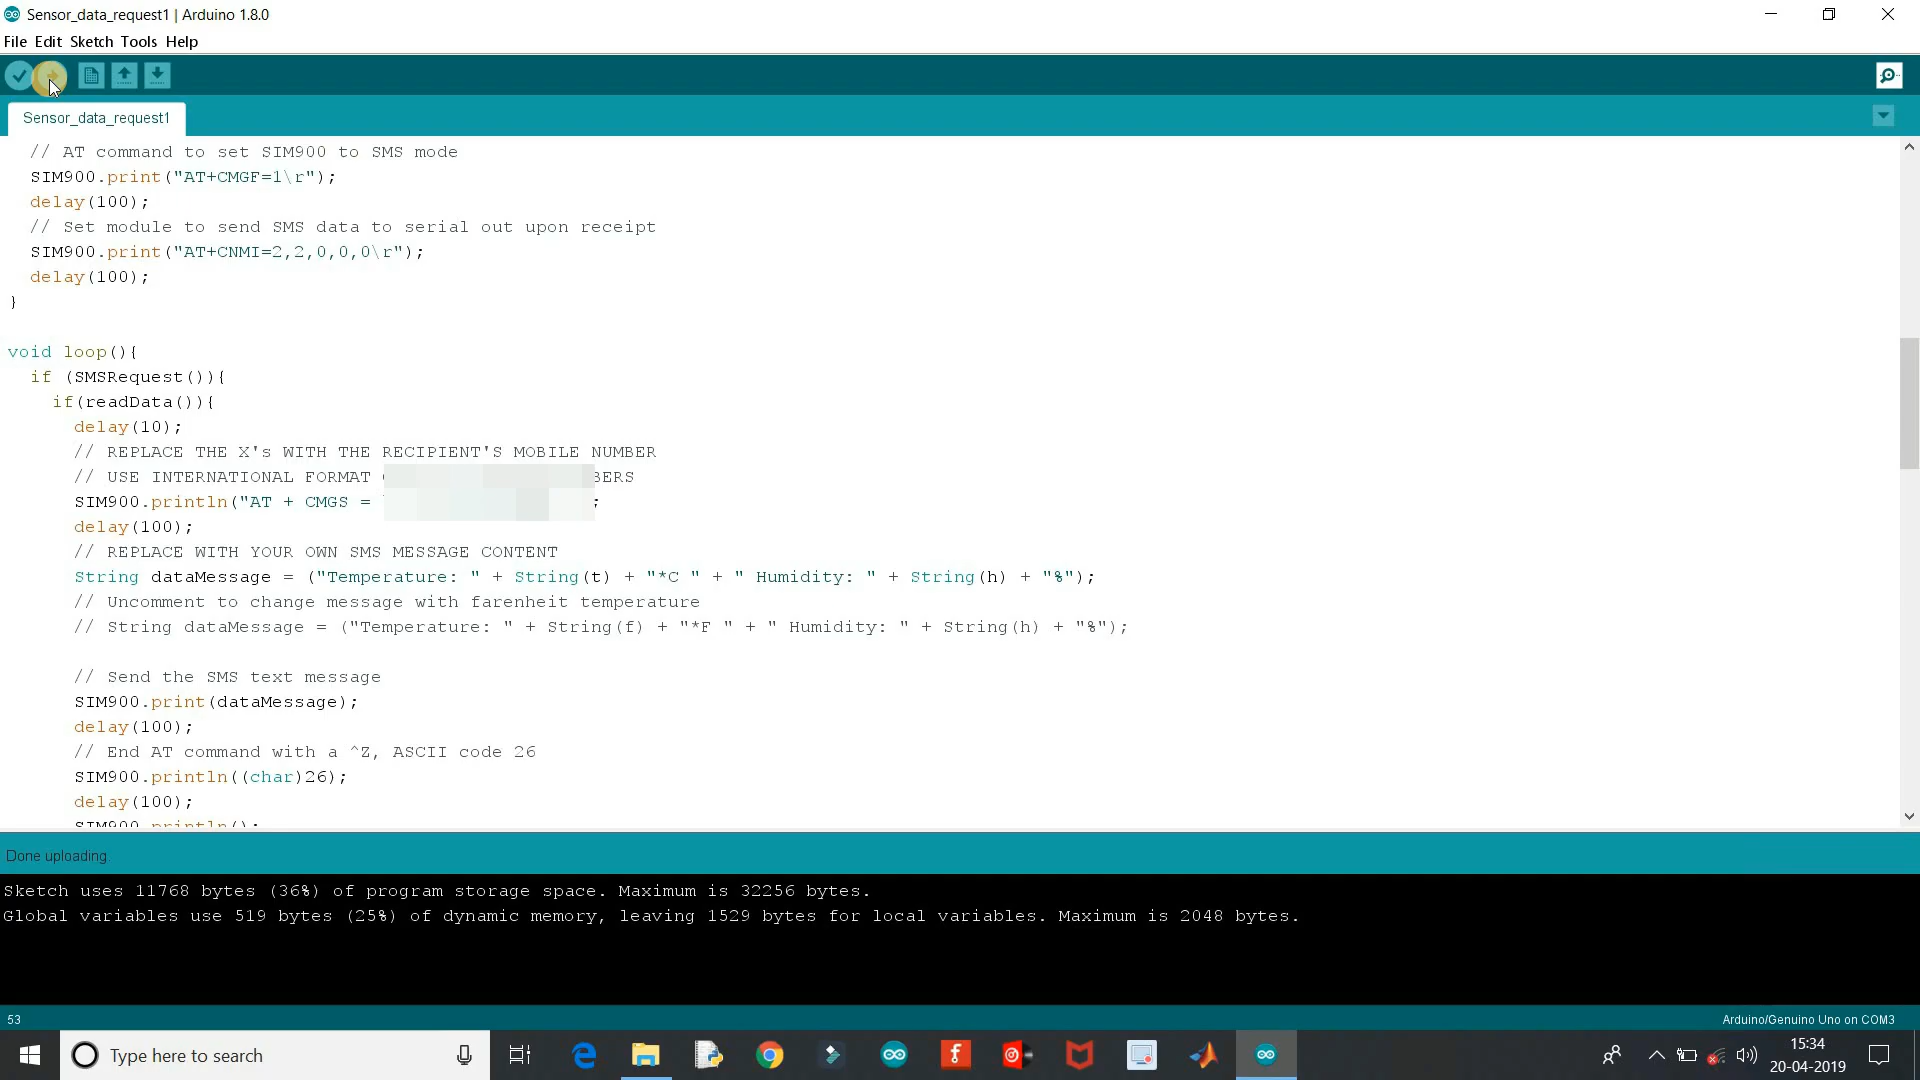 Sensor_data_request1 | Arduino 1.8.0
File Edit Sketch Tools Help
Sensor_data_request1
// AT command to set SIM900 to SMS mode
SIM900.print("AT+CMGF=1\r");
delay(100);
// Set module to send SMS data to serial out upon receipt
SIM900.print("AT+CNMI=2,2,0,0,0\r");
delay(100);
}
void loop(){
if (SMSRequest()){
if(readData()){
delay(10);
// REPLACE THE X's WITH THE RECIPIENT'S MOBILE NUMBER
// USE INTERNATIONAL FORMAT BERS
SIM900.println("AT + CMGS = ;
delay(100);
// REPLACE WITH YOUR OWN SMS MESSAGE CONTENT
String dataMessage = ("Temperature: " + String(t) + "*C " + " Humidity: " + String(h) + "%");
// Uncomment to change message with farenheit temperature
// String dataMessage = ("Temperature: " + String(f) + "*F " + " Humidity: " + String(h) + "%");
// Send the SMS text message
SIM900.print(dataMessage);
delay(100);
// End AT command with a ^Z, ASCII code 26
SIM900.println((char)26);
delay(100);
SIM900.println();
Done uploading.
Sketch uses 11768 bytes (36%) of program storage space. Maximum is 32256 bytes.
Global variables use 519 bytes (25%) of dynamic memory, leaving 1529 bytes for local variables. Maximum is 2048 bytes.
53
Arduino/Genuino Uno on COM3
Type here to search
15:34
20-04-2019